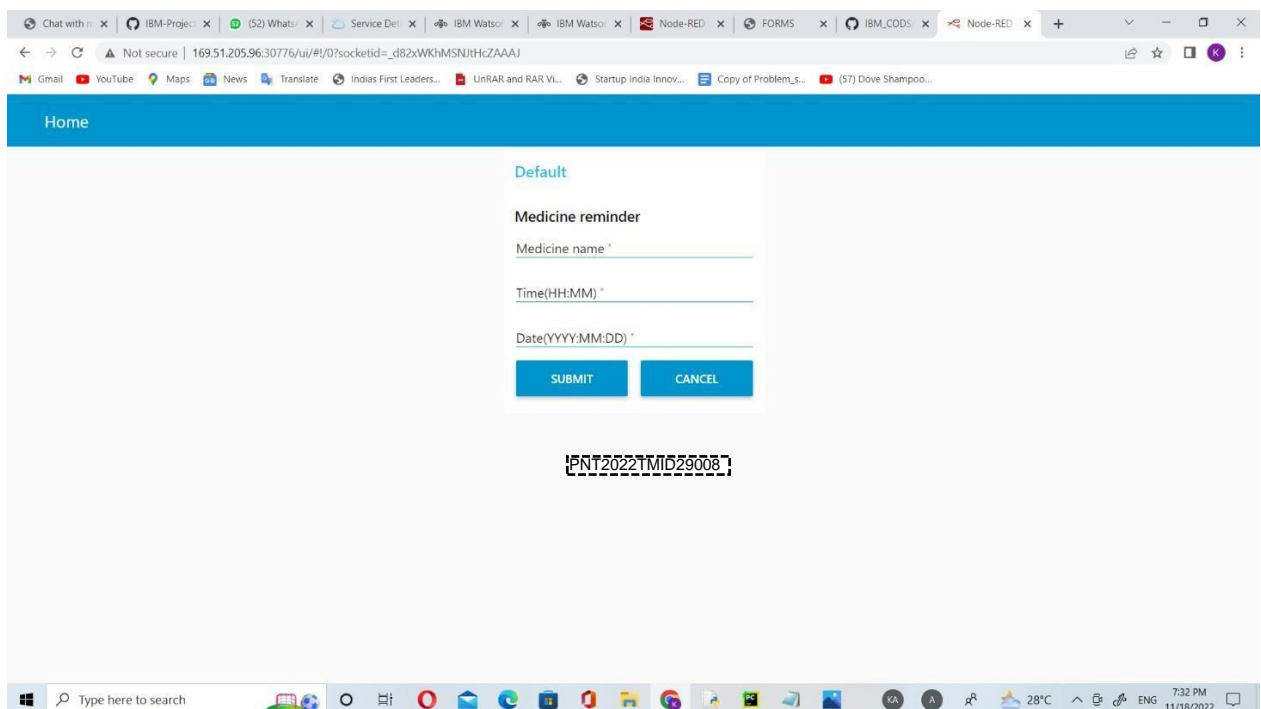 Chat with m
IBM-Project
(52) Whats/
Service Det
IBM Watson
IBM Watson
Node-RED
FORMS
IBM_CODS/
Node-RED
Not secure | 169.51.205.96:30776/ui/#!/0?socketid=_d82xWKhMSNJtHcZAAAJ
Gmail
YouTube
Maps
News
Translate
Indias First Leaders...
UnRAR and RAR Vi...
Startup India Innov...
Copy of Problem_s...
(57) Dove Shampoo...
K
Home
Default
Medicine reminder
Medicine name *
Time(HH:MM) *
Date(YYYY:MM:DD) *
SUBMIT CANCEL
PNT2022TMID29008
Type here to search
KA
A
28°C
ENG
7:32 PM
11/18/2022